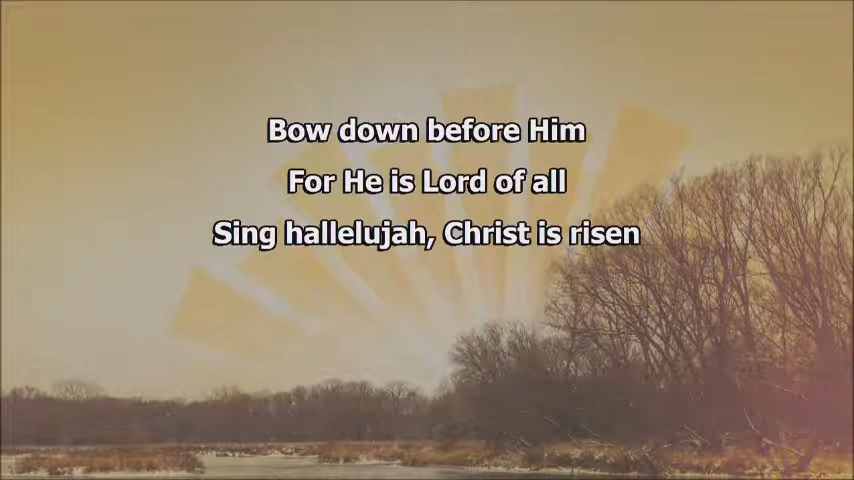 Bow down before Him
For He is Lord of all
Sing hallelujah, Christ is risen